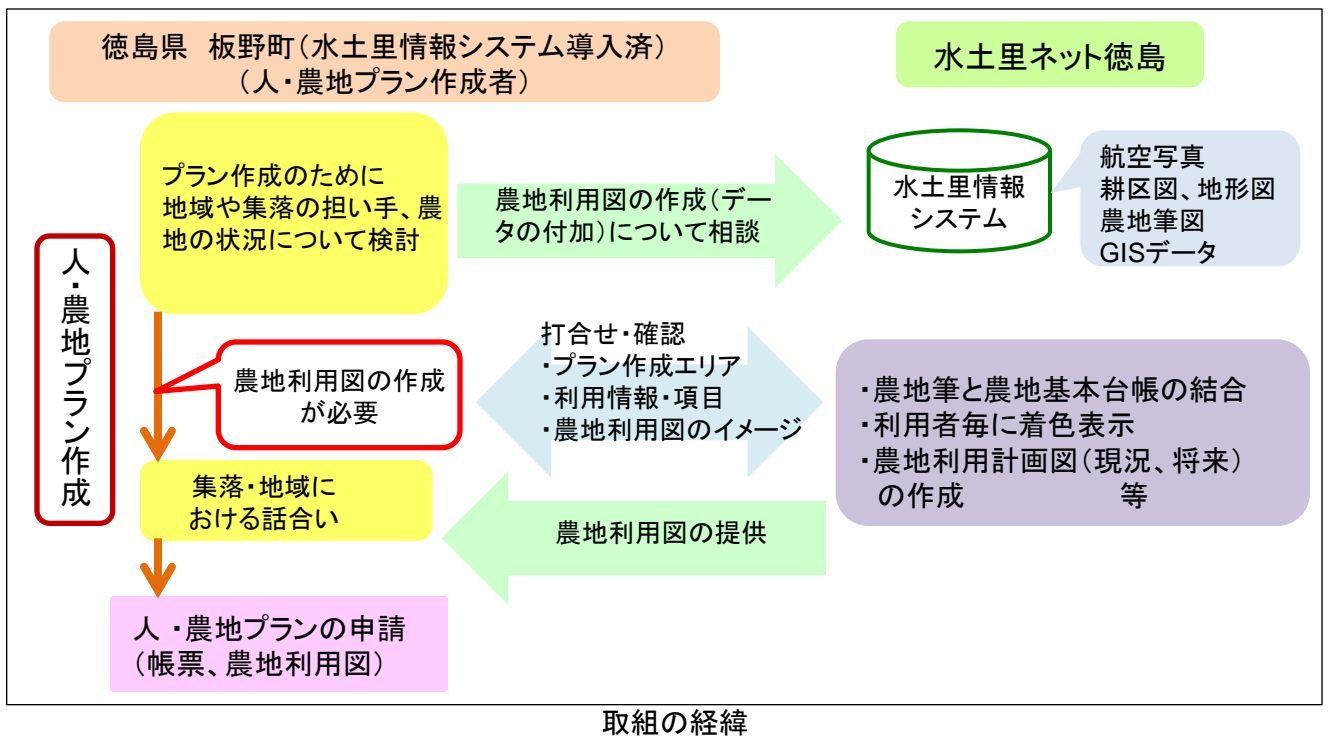 徳島県 板野町(水土里情報システム導入済)
(人・農地プラン作成者)
水土里ネット徳島
プラン作成のために
地域や集落の担い手、農
地の状況について検討
農地利用図の作成(デー
タの付加)について相談
水土里情報
システム
航空写真
耕区図、地形図
農地筆図
GISデータ
人・農地プラン作成
農地利用図の作成
が必要
打合せ・確認
・プラン作成エリア
・利用情報・項目
・農地利用図のイメージ
・農地筆と農地基本台帳の結合
・利用者毎に着色表示
・農地利用計画図(現況、将来)
の作成 等
集落・地域に
おける話合い
農地利用図の提供
人 ・農地プランの申請
(帳票、農地利用図)
取組の経緯